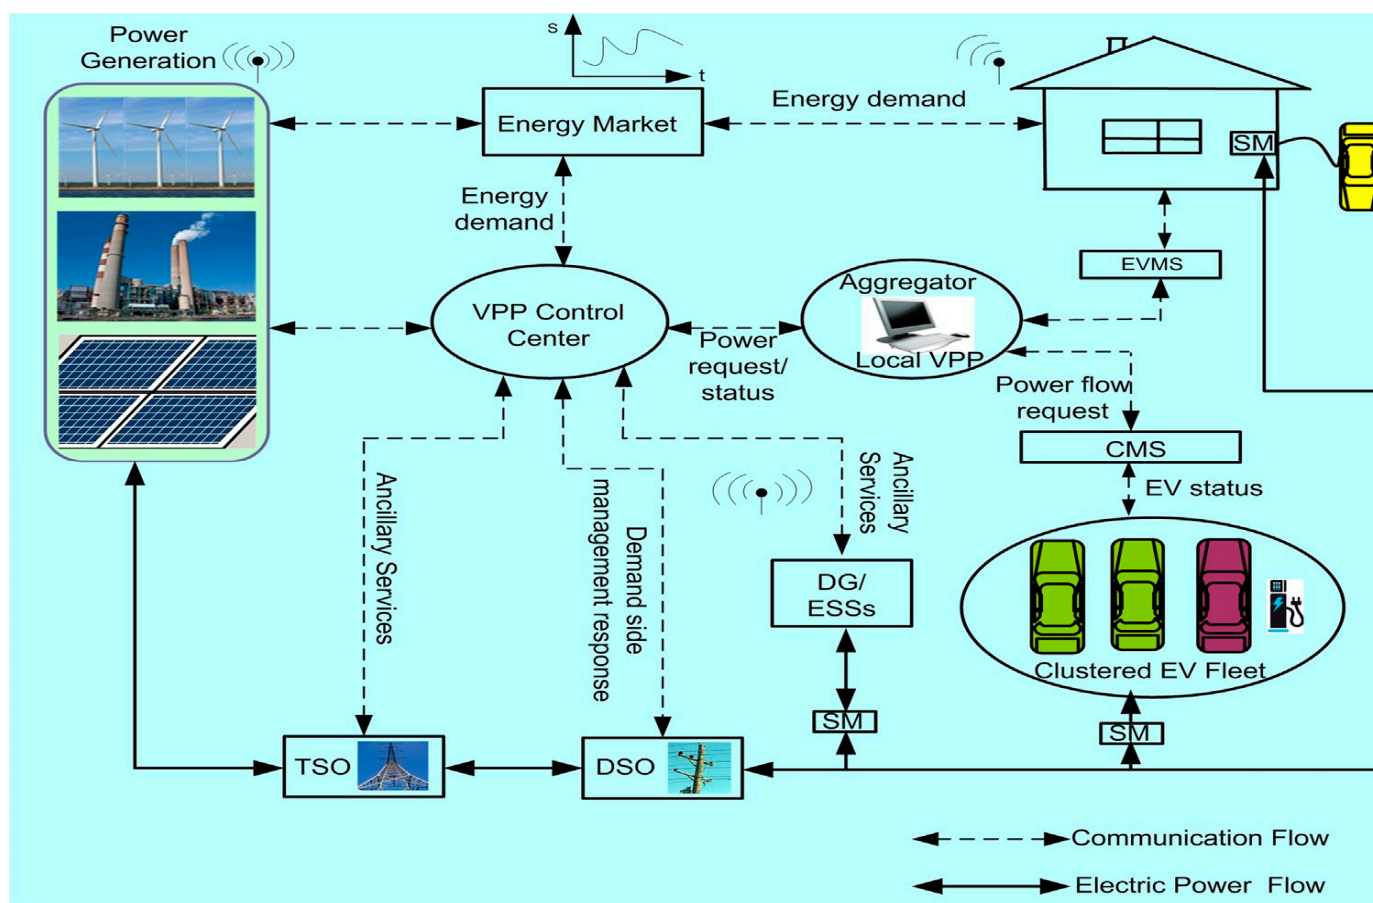 Power
Generation
s
t
Energy Market
Energy demand
SM
Energy
demand
EVMS
VPP Control
Center
Aggregator
Local VPP
Power
request/
status
Power flow
request
CMS
EV status
Ancillary Services
Demand side
management response
Ancillary
Services
DG/
ESSs
Clustered EV Fleet
SM
SM
TSO
DSO
Communication Flow
Electric Power Flow